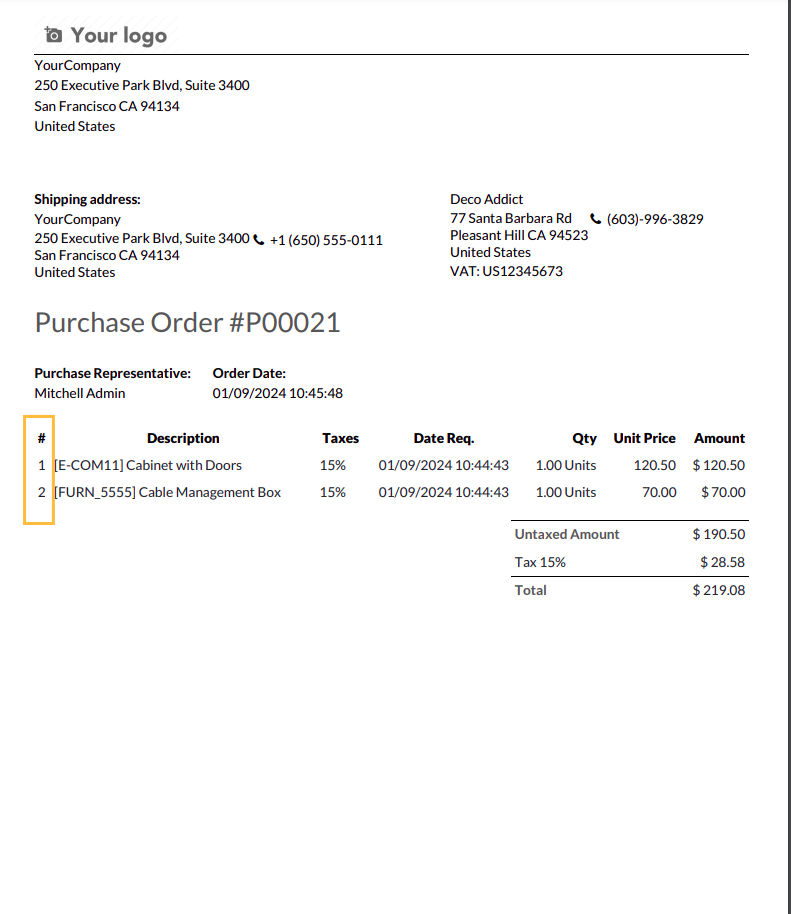 Your logo
YourCompany
250 Executive Park Blvd, Suite 3400
San Francisco CA 94134
United States
Shipping address:
YourCompany
250 Executive Park Blvd, Suite 3400 +1 (650) 555-0111
San Francisco CA 94134
United States
Deco Addict
77 Santa Barbara Rd (603)-996-3829
Pleasant Hill CA 94523
United States
VAT: US12345673
Purchase Order #P00021
Purchase Representative: Order Date:
Mitchell Admin 01/09/2024 10:45:48
# Description Taxes Date Req. Qty Unit Price Amount
1 [E-COM11] Cabinet with Doors 15% 01/09/2024 10:44:43 1.00 Units 120.50 $ 120.50
2 [FURN_5555] Cable Management Box 15% 01/09/2024 10:44:43 1.00 Units 70.00 $ 70.00
Untaxed Amount $ 190.50
Tax 15% $ 28.58
Total $ 219.08